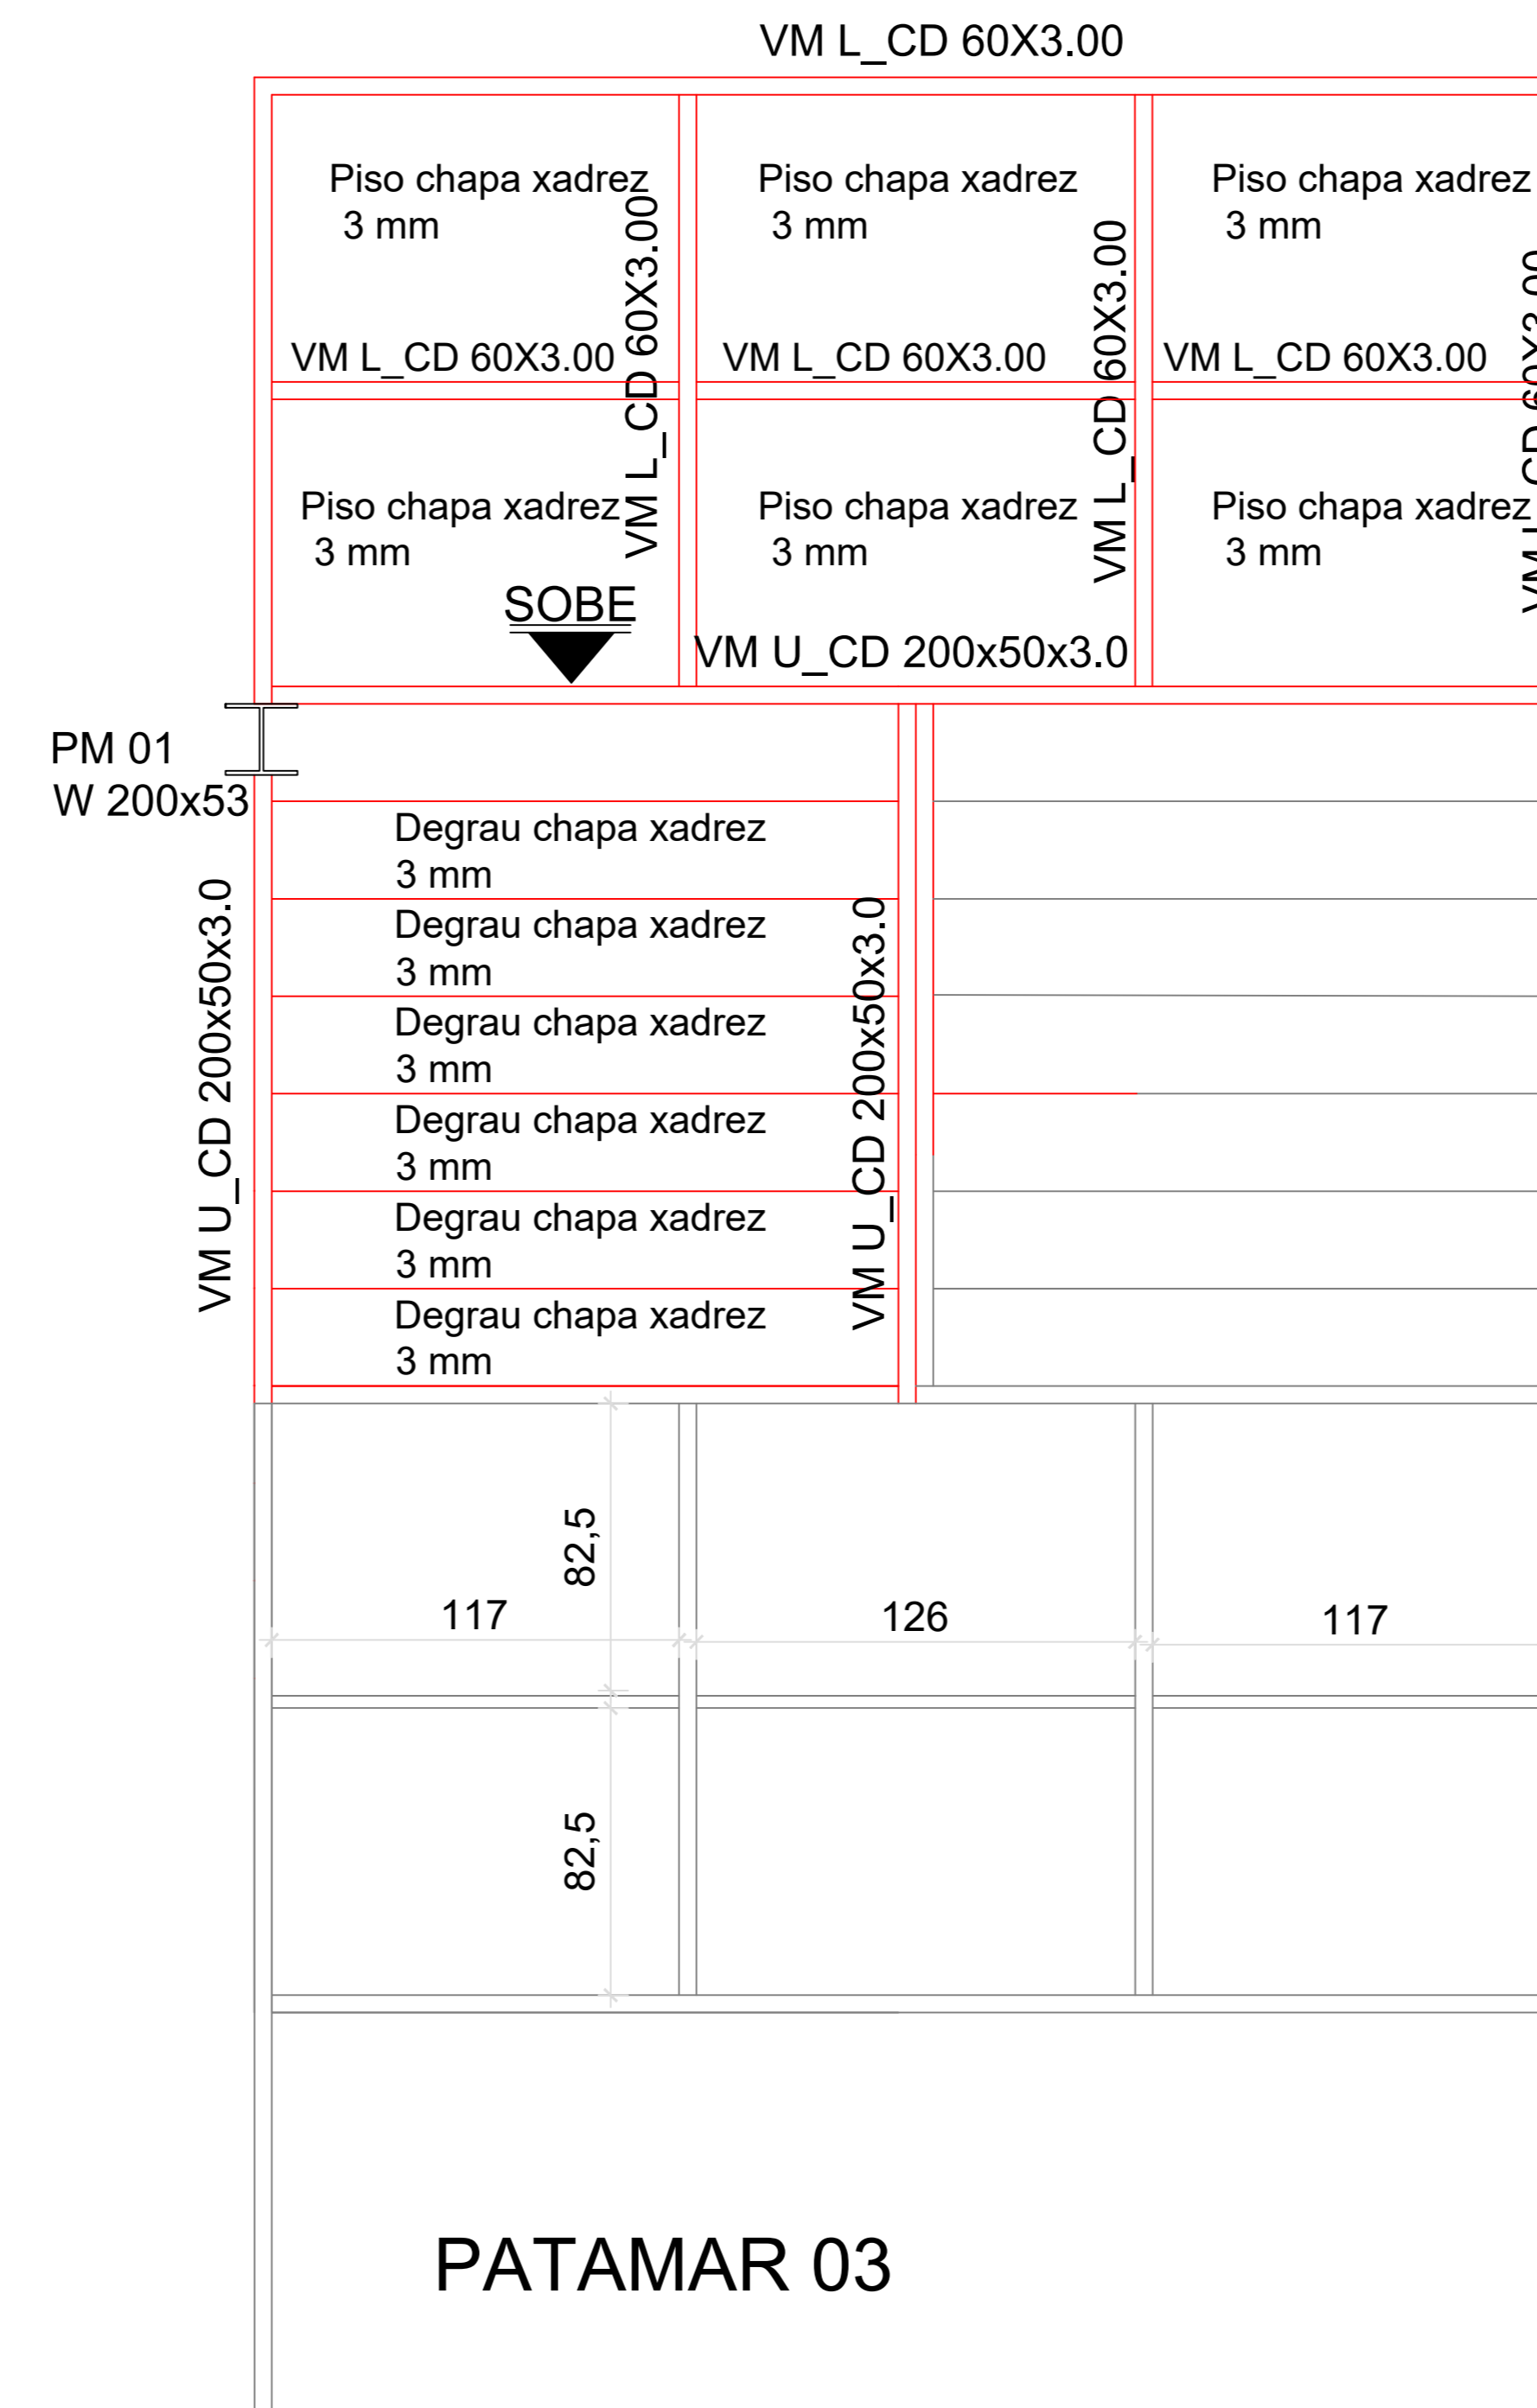 VM L_CD 60X3.00
Piso chapa xadrez
3 mm
Piso chapa xadrez
3 mm
Piso chapa xadrez
3 mm
VM L_CD 60X3.00
VM L_CD 60X3.00
VM L_CD 60X3.00
VM L_CD 60X3.00
VM L_CD 60X3.00
VM L_CD 60X3.00
Piso chapa xadrez
3 mm
Piso chapa xadrez
3 mm
Piso chapa xadrez
3 mm
SOBE
VM U_CD 200x50x3.0
PM 01
W 200x53
Degrau chapa xadrez
3 mm
Degrau chapa xadrez
3 mm
Degrau chapa xadrez
3 mm
Degrau chapa xadrez
3 mm
Degrau chapa xadrez
3 mm
Degrau chapa xadrez
3 mm
VM U_CD 200x50x3.0
VM U_CD 200x50x3.0
82,5
117
126
117
82,5
PATAMAR 03